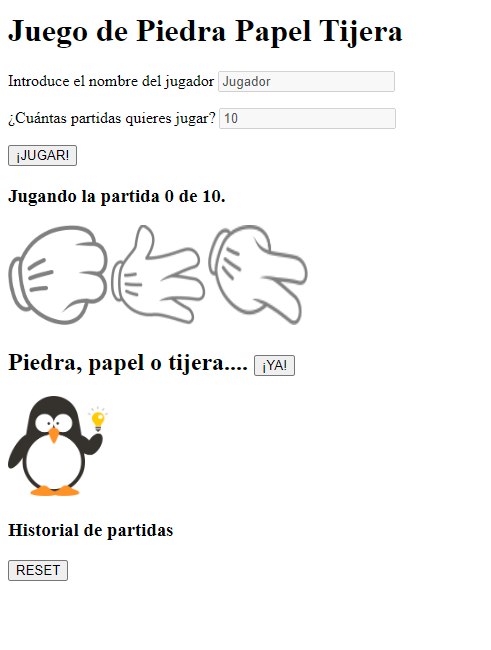 Juego de Piedra Papel Tijera
Introduce el nombre del jugador Jugador
¿Cuántas partidas quieres jugar? 10
¡JUGAR!
Jugando la partida 0 de 10.
Piedra, papel o tijera.... ¡YA!
Historial de partidas
RESET